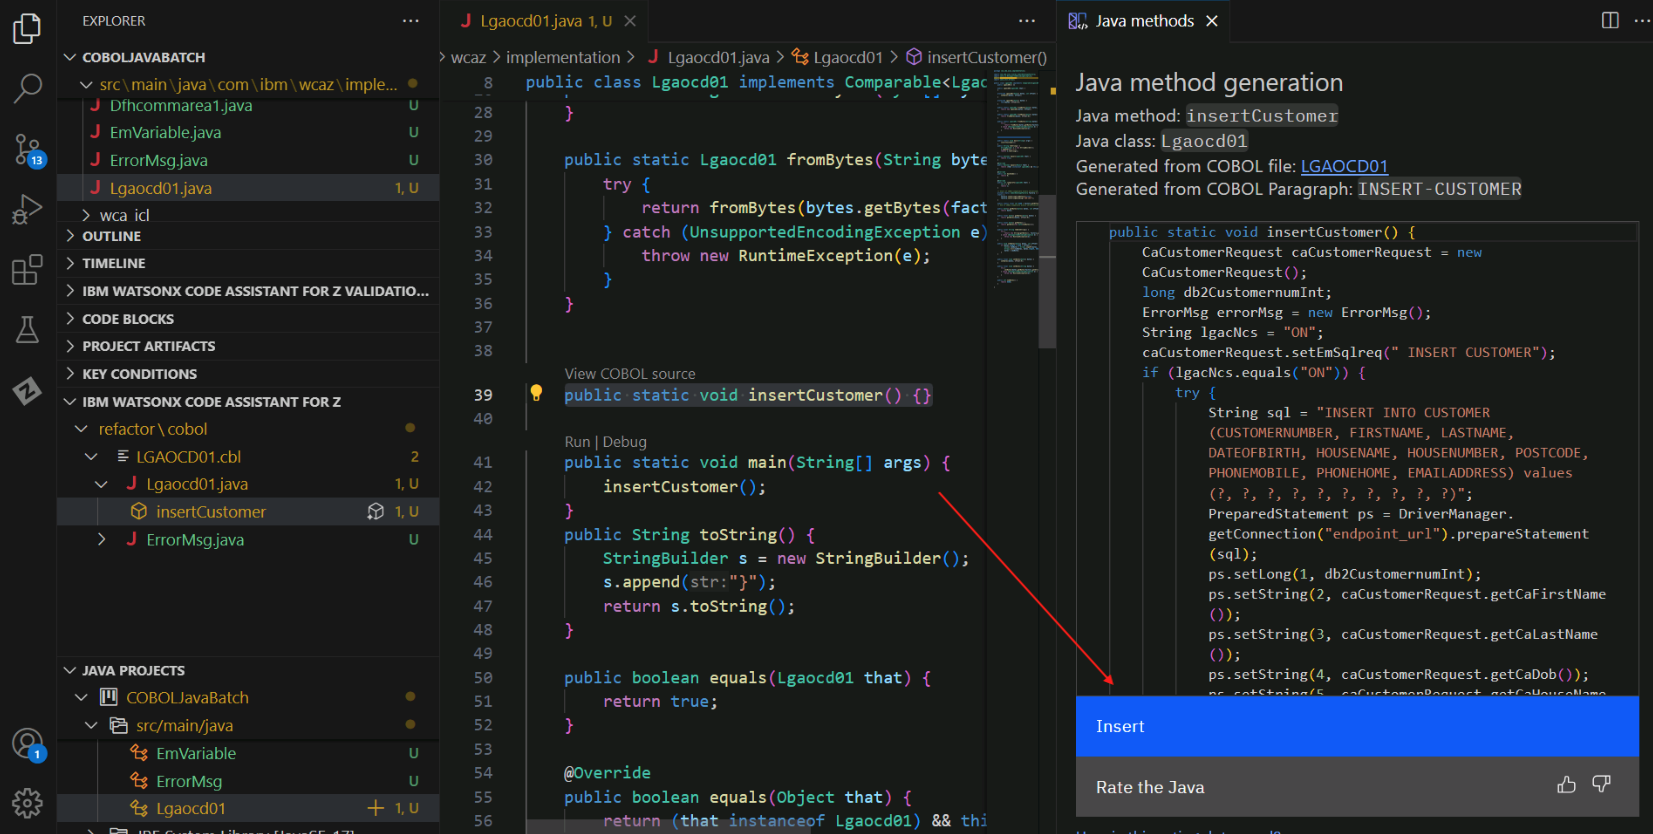 EXPLORER
COBOLJAVABATCH
src\main\java\com\ibm\wcaz\imple...
Dfhcommarea1.java U
EmVariable.java U
ErrorMsg.java U
Lgaocd01.java 1, U
wca_icl
OUTLINE
TIMELINE
IBM WATSONX CODE ASSISTANT FOR Z VALIDATIO...
CODE BLOCKS
PROJECT ARTIFACTS
KEY CONDITIONS
IBM WATSONX CODE ASSISTANT FOR Z
refactor\cobol
LGAOCD01.cbl 2
Lgaocd01.java 1, U
insertCustomer 1, U
ErrorMsg.java U
JAVA PROJECTS
COBOLJavaBatch
src/main/java
EmVariable U
ErrorMsg U
Lgaocd01 1, U
13
1
Lgaocd01.java 1, U
wcaz > implementation > Lgaocd01.java > Lgaocd01 > insertCustomer()
8 public class Lgaocd01 implements Comparable<Lgaoc
28 }
29
30 public static Lgaocd01 fromBytes(String byte
31 try {
32 return fromBytes(bytes.getBytes(fact
33 } catch (UnsupportedEncodingException e)
34 throw new RuntimeException(e);
35 }
36 }
37
38
View COBOL source
39 public static void insertCustomer() {}
40
Run | Debug
41 public static void main(String[] args) {
42 insertCustomer();
43 }
44 public String toString() {
45 StringBuilder s = new StringBuilder();
46 s.append(str:"}");
47 return s.toString();
48 }
49
50 public boolean equals(Lgaocd01 that) {
51 return true;
52 }
53
54 @Override
55 public boolean equals(Object that) {
56 return (that instanceof Lgaocd01) && thi
Java methods
Java method generation
Java method: insertCustomer
Java class: Lgaocd01
Generated from COBOL file: LGAOCD01
Generated from COBOL Paragraph: INSERT-CUSTOMER
public static void insertCustomer() {
CaCustomerRequest caCustomerRequest = new
CaCustomerRequest();
long db2CustomernumInt;
ErrorMsg errorMsg = new ErrorMsg();
String lgacNcs = "ON";
caCustomerRequest.setEmSqlreq(" INSERT CUSTOMER");
if (lgacNcs.equals("ON")) {
try {
String sql = "INSERT INTO CUSTOMER
(CUSTOMERNUMBER, FIRSTNAME, LASTNAME,
DATEOFBIRTH, HOUSENAME, HOUSENUMBER, POSTCODE,
PHONEMOBILE, PHONEHOME, EMAILADDRESS) values
(?, ?, ?, ?, ?, ?, ?, ?, ?, ?)";
PreparedStatement ps = DriverManager.
getConnection("endpoint_url").prepareStatement
(sql);
ps.setLong(1, db2CustomernumInt);
ps.setString(2, caCustomerRequest.getCaFirstName
());
ps.setString(3, caCustomerRequest.getCaLastName
());
ps.setString(4, caCustomerRequest.getCaDob());
ps.setString(5, caCustomerRequest.getCaHouseName
Insert
Rate the Java